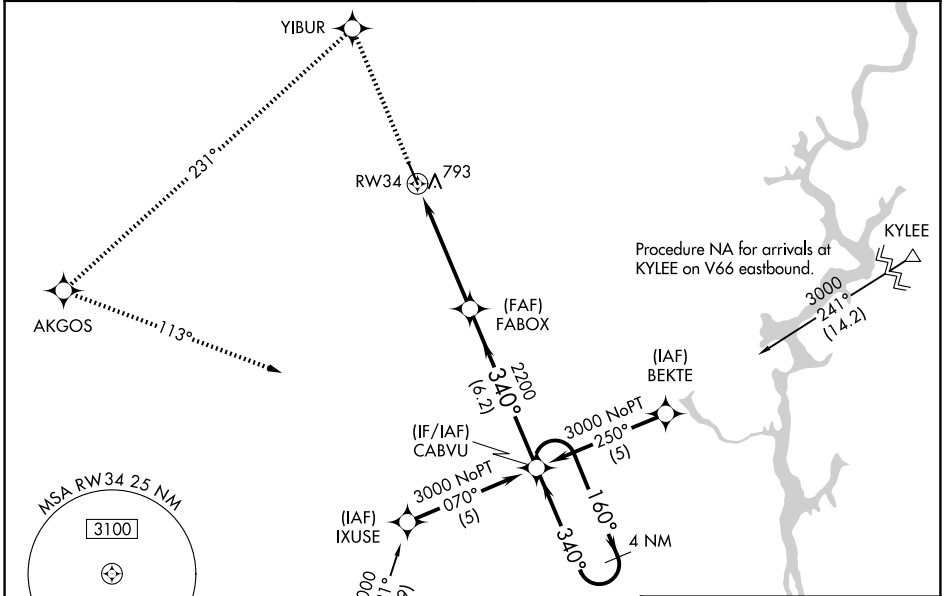 YIBUR
231°
RW34
793
KYLEE
Procedure NA for arrivals at
KYLEE on V66 eastbound.
3000
241°
(14.2)
AKGOS
113°
(FAF)
FABOX
2200
340°
(6.2)
(IAF)
BEKTE
(IF/IAF)
CABVU
3000 NoPT
250°
(5)
3000 NoPT
070°
(5)
(IAF)
IXUSE
160°
340°
4 NM
MSA RW34 25 NM
3100